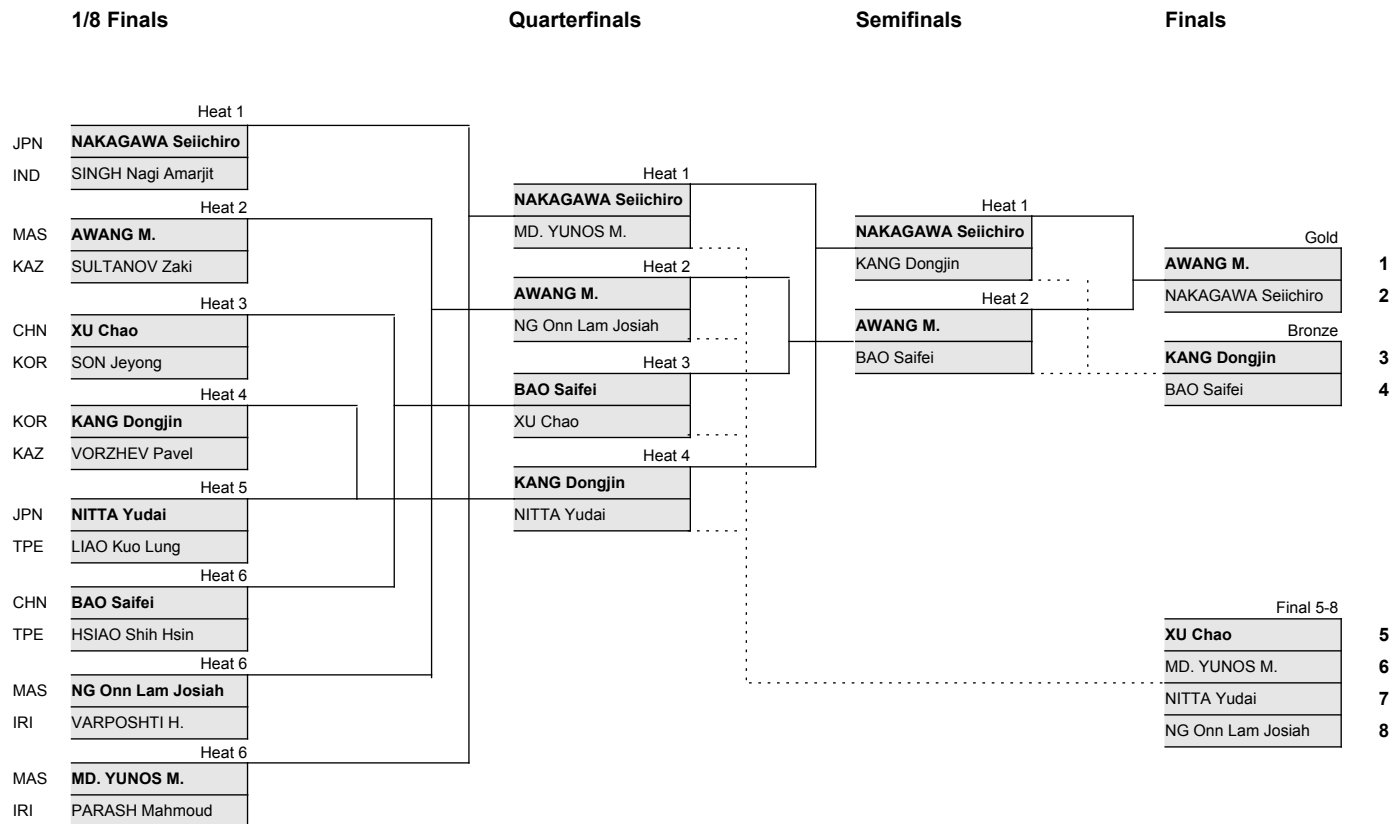 1/8 Finals Quarterfinals Semifinals Finals
Heat 1
JPN NAKAGAWA Seiichiro
IND SINGH Nagi Amarjit
Heat 2
MAS AWANG M.
KAZ SULTANOV Zaki
Heat 3
CHN XU Chao
KOR SON Jeyong
Heat 4
KOR KANG Dongjin
KAZ VORZHEV Pavel
Heat 5
JPN NITTA Yudai
TPE LIAO Kuo Lung
Heat 6
CHN BAO Saifei
TPE HSIAO Shih Hsin
Heat 6
MAS NG Onn Lam Josiah
IRI VARPOSHTI H.
Heat 6
MAS MD. YUNOS M.
IRI PARASH Mahmoud
Heat 1
NAKAGAWA Seiichiro
MD. YUNOS M.
Heat 2
AWANG M.
NG Onn Lam Josiah
Heat 3
BAO Saifei
XU Chao
Heat 4
KANG Dongjin
NITTA Yudai
Heat 1
NAKAGAWA Seiichiro
KANG Dongjin
Heat 2
AWANG M.
BAO Saifei
Gold
AWANG M. 1
NAKAGAWA Seiichiro 2
Bronze
KANG Dongjin 3
BAO Saifei 4
Final 5-8
XU Chao 5
MD. YUNOS M. 6
NITTA Yudai 7
NG Onn Lam Josiah 8